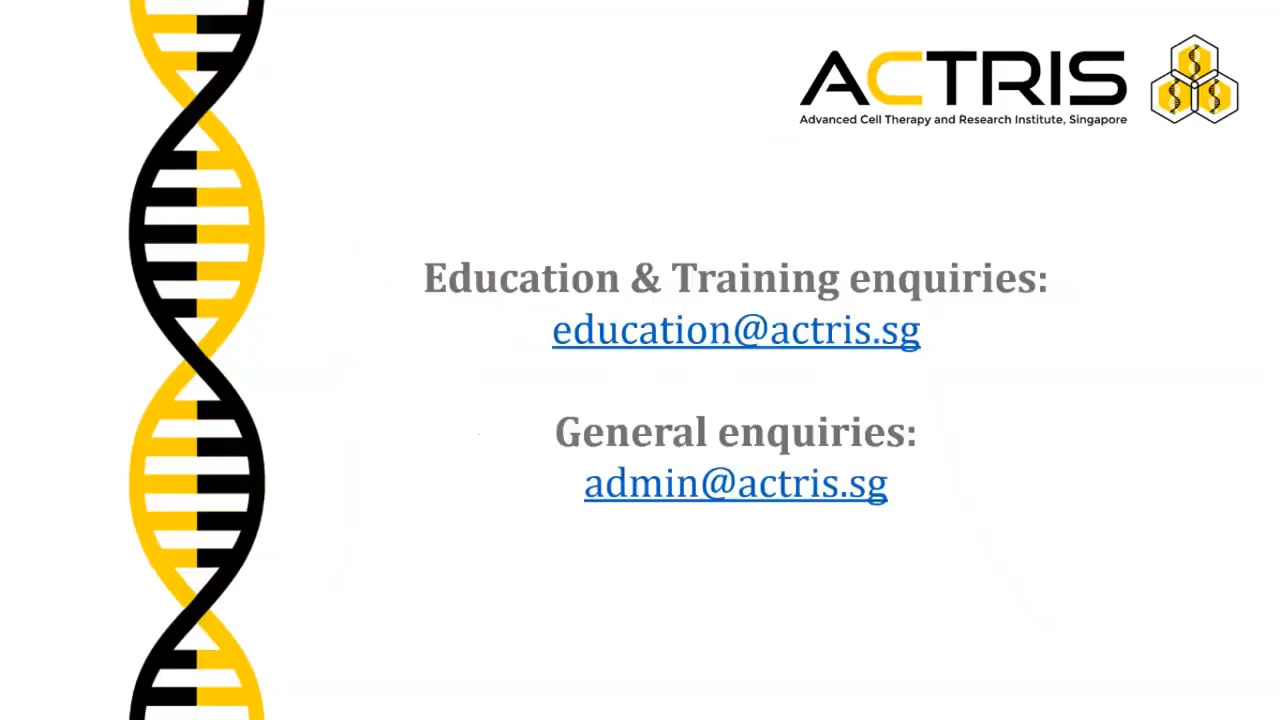 ACTRIS
Advanced Cell Therapy and Research Institute, Singapore
Education & Training enquiries:
education@actris.sg
General enquiries:
admin@actris.sg